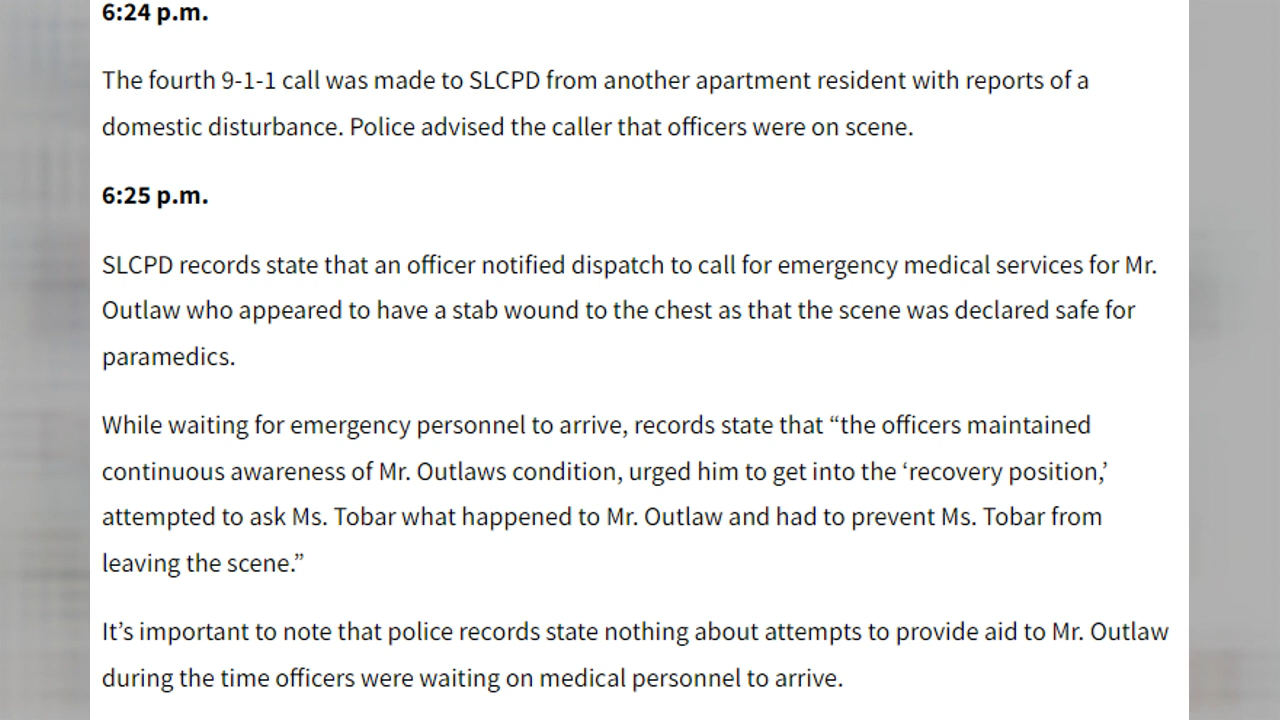 6:24 p.m.
The fourth 9-1-1 call was made to SLCPD from another apartment resident with reports of a
domestic disturbance. Police advised the caller that officers were on scene.
6:25 p.m.
SLCPD records state that an officer notified dispatch to call for emergency medical services for Mr.
Outlaw who appeared to have a stab wound to the chest as that the scene was declared safe for
paramedics.
While waiting for emergency personnel to arrive, records state that “the officers maintained
continuous awareness of Mr. Outlaws condition, urged him to get into the ‘recovery position,’
attempted to ask Ms. Tobar what happened to Mr. Outlaw and had to prevent Ms. Tobar from
leaving the scene.”
It’s important to note that police records state nothing about attempts to provide aid to Mr. Outlaw
during the time officers were waiting on medical personnel to arrive.